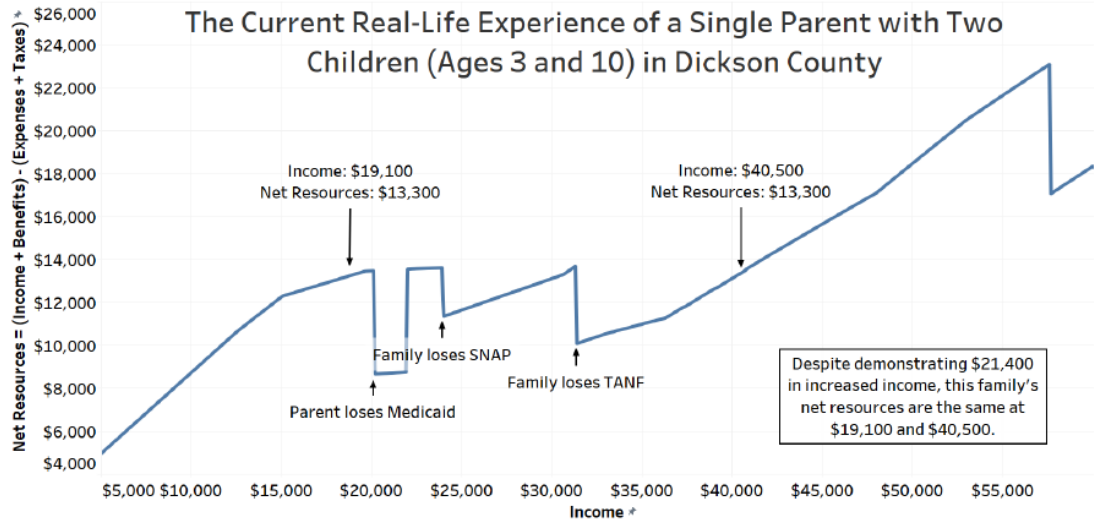 The Current Real-Life Experience of a Single Parent with Two
Children (Ages 3 and 10) in Dickson County
Net Resources = (Income + Benefits) - (Expenses + Taxes)
$26,000
$24,000
$22,000
$20,000
$18,000
$16,000
$14,000
$12,000
$10,000
$8,000
$6,000
$4,000
Income: $19,100
Net Resources: $13,300
Income: $40,500
Net Resources: $13,300
Family loses SNAP
Family loses TANF
Parent loses Medicaid
Despite demonstrating $21,400
in increased income, this family's
net resources are the same at
$19,100 and $40,500.
$5,000 $10,000 $15,000 $20,000 $25,000 $30,000 $35,000 $40,000 $45,000 $50,000 $55,000
Income